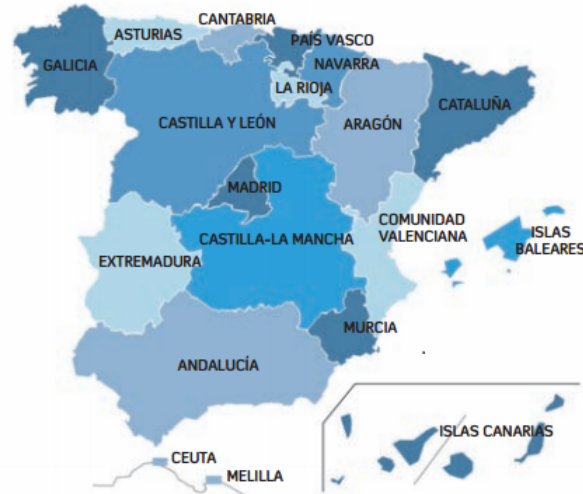 CANTABRIA
ASTURIAS
PAÍS VASCO
GALICIA
NAVARRA
LA RIOJA
CATALUÑA
CASTILLA Y LEÓN
ARAGÓN
MADRID
COMUNIDAD
VALENCIANA
ISLAS
BALEARES
CASTILLA-LA MANCHA
EXTREMADURA
MURCIA
ANDALUCÍA
ISLAS CANARIAS
CEUTA
MELILLA